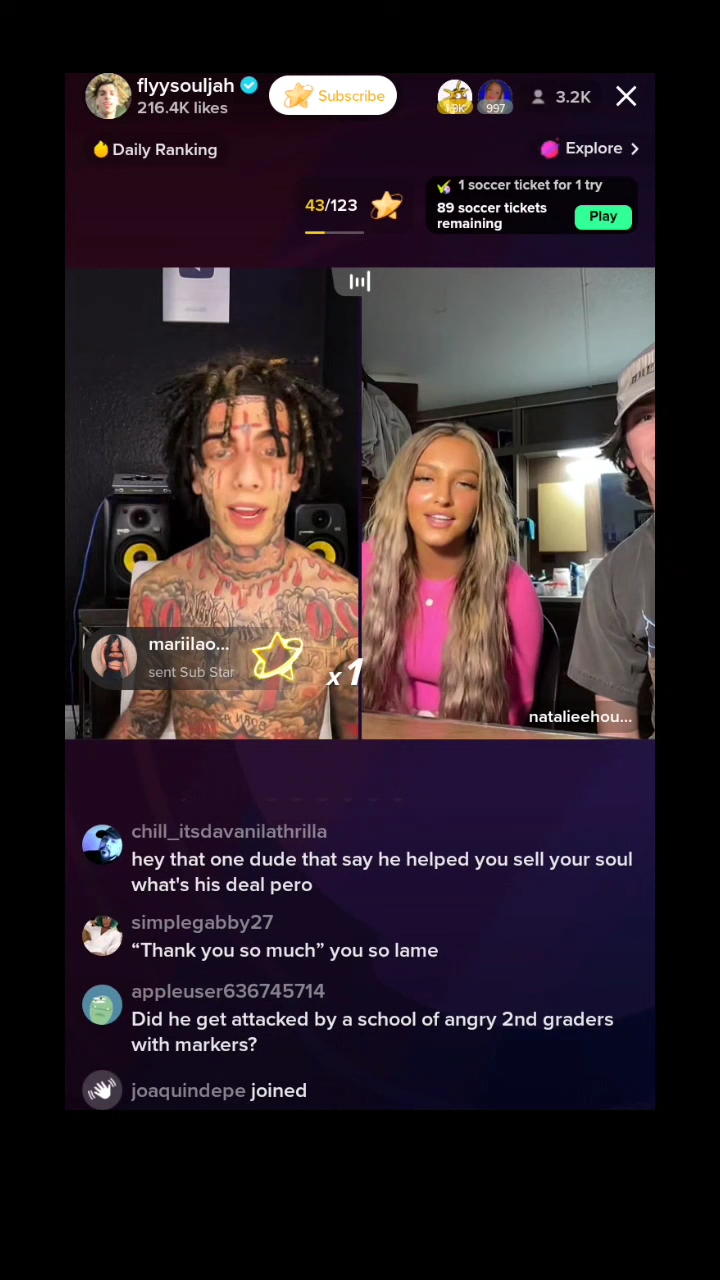 flyysouljah
216.4K likes
Subscribe
1.9K
997
3.2K
Daily Ranking
Explore
43/123
1 soccer ticket for 1 try
89 soccer tickets
remaining
Play
mariilao...
sent Sub Star
x 1
natalieehou...
chill_itsdavanilathrilla
hey that one dude that say he helped you sell your soul
what's his deal pero
simplegabby27
“Thank you so much” you so lame
appleuser636745714
Did he get attacked by a school of angry 2nd graders
with markers?
joaquindepe joined